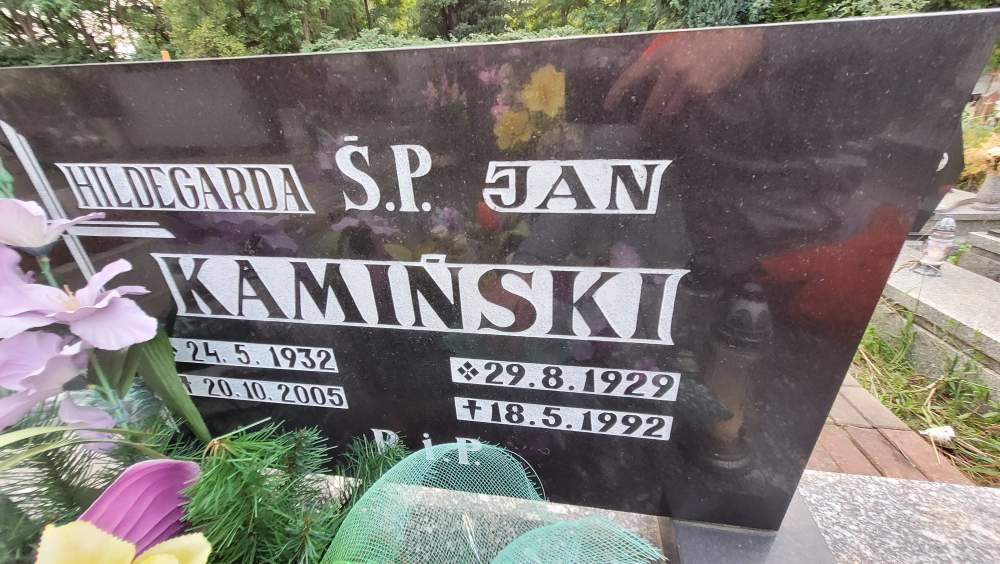 HILDEGARDA Ś.P. JAN
KAMIŃSKI
24.5.1932 ❖29.8.1929
✝20.10.2005 ✝18.5.1992
R.i P.